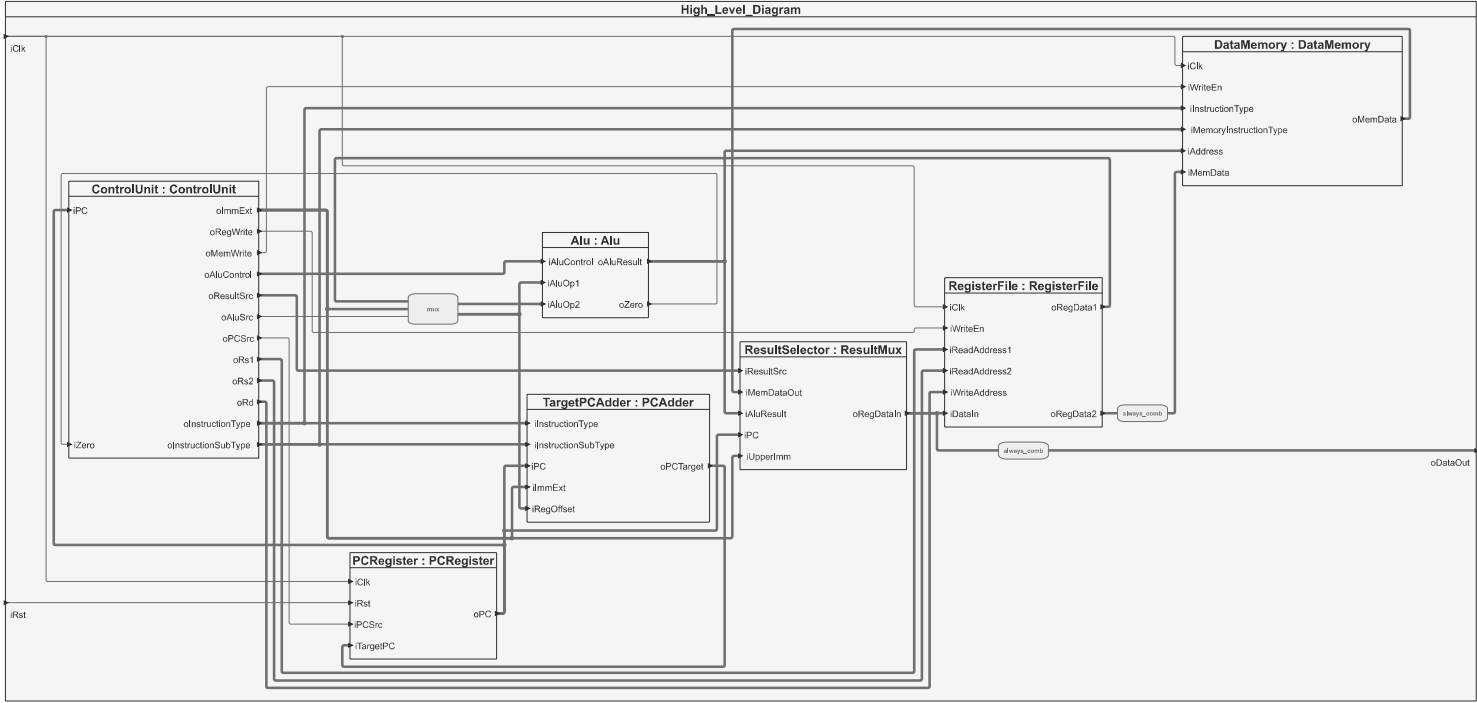 High_Level_Diagram
iClk
DataMemory : DataMemory
iClk
iWriteEn
iInstructionType
iMemoryInstructionType
iAddress
iMemData
oMemData
ControlUnit : ControlUnit
iPC
iZero
oImmExt
oRegWrite
oMemWrite
oAluControl
oResultSrc
oAluSrc
oPCSrc
oRs1
oRs2
oRd
oInstructionType
oInstructionSubType
mux
Alu : Alu
iAluControl
iAluOp1
iAluOp2
oAluResult
oZero
RegisterFile : RegisterFile
iClk
iWriteEn
iReadAddress1
iReadAddress2
iWriteAddress
iDataIn
oRegData1
oRegData2
always_comb
ResultSelector : ResultMux
iResultSrc
iMemDataOut
iAluResult
iPC
iUpperImm
oRegDataIn
always_comb
oDataOut
TargetPCAdder : PCAdder
iInstructionType
iInstructionSubType
iPC
iImmExt
iRegOffset
oPCTarget
PCRegister : PCRegister
iClk
iRst
iPCSrc
iTargetPC
oPC
iRst